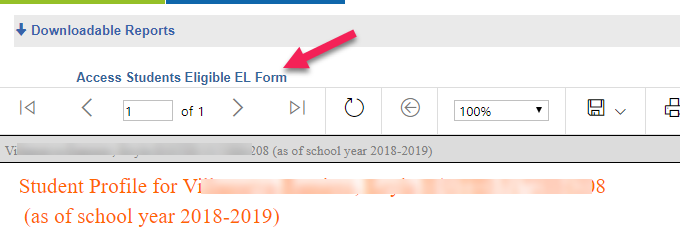 Downloadable Reports
Access Students Eligible EL Form
1 of 1 100%
208 (as of school year 2018-2019)
Student Profile for
(as of school year 2018-2019)